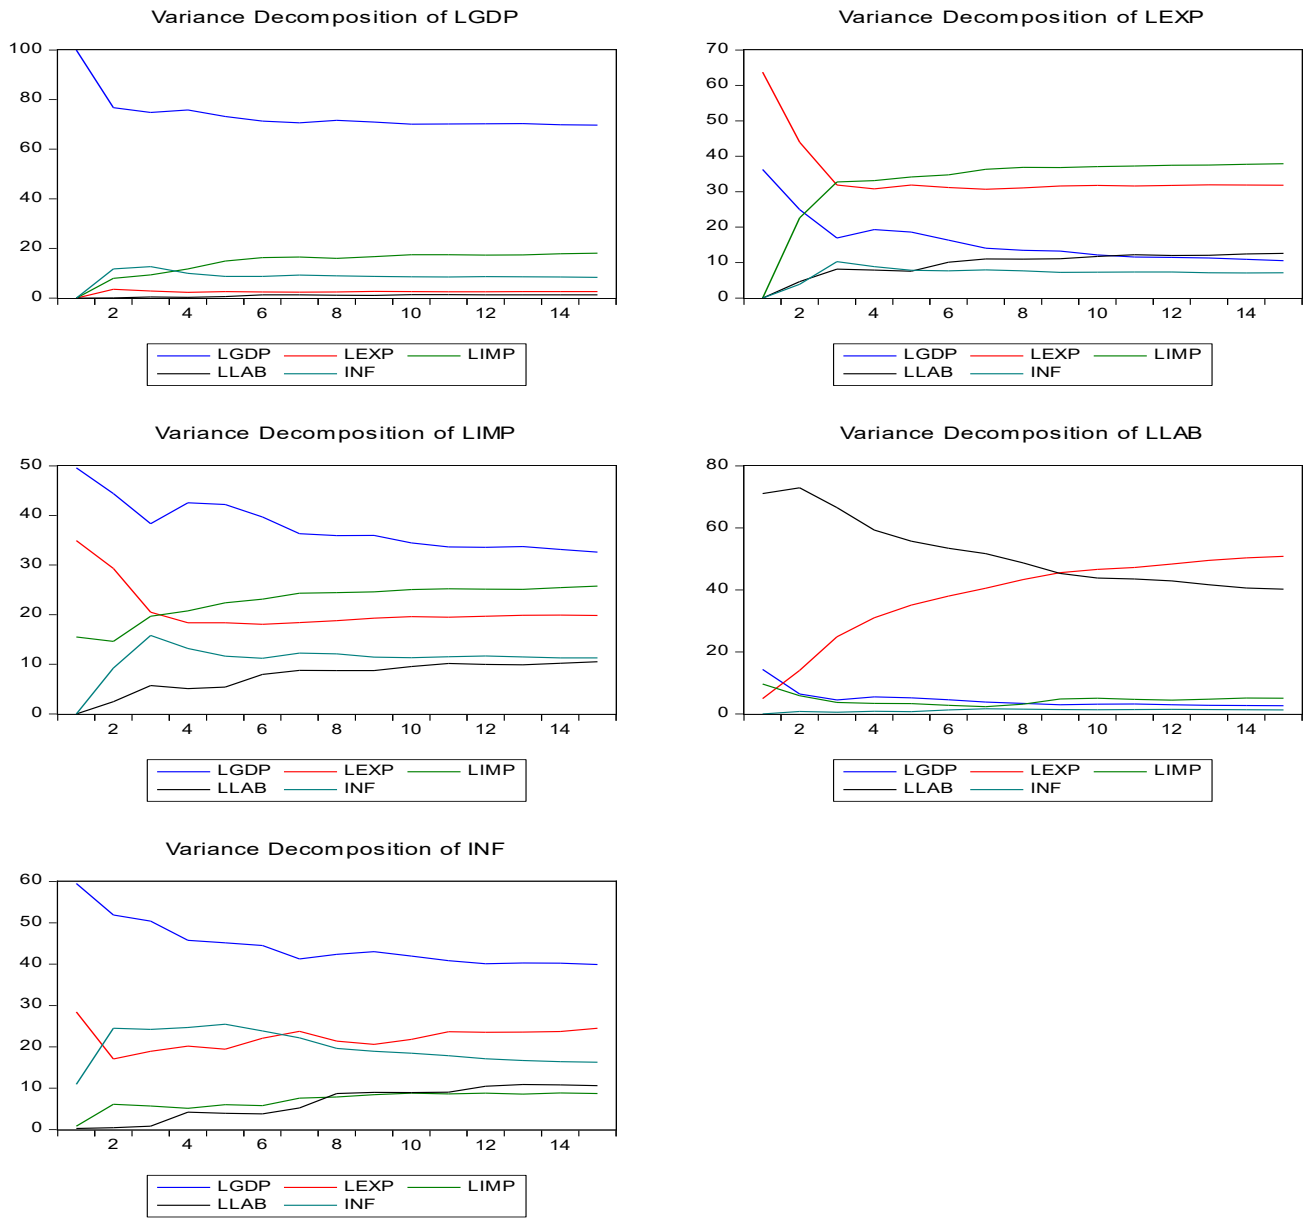 Variance Decomposition of LGDP
100
80
60
40
20
0
2 4 6 8 10 12 14
LGDP LEXP LIMP
LLAB INF
Variance Decomposition of LEXP
70
60
50
40
30
20
10
0
2 4 6 8 10 12 14
LGDP LEXP LIMP
LLAB INF
Variance Decomposition of LIMP
50
40
30
20
10
0
2 4 6 8 10 12 14
LGDP LEXP LIMP
LLAB INF
Variance Decomposition of LLAB
80
60
40
20
0
2 4 6 8 10 12 14
LGDP LEXP LIMP
LLAB INF
Variance Decomposition of INF
60
50
40
30
20
10
0
2 4 6 8 10 12 14
LGDP LEXP LIMP
LLAB INF